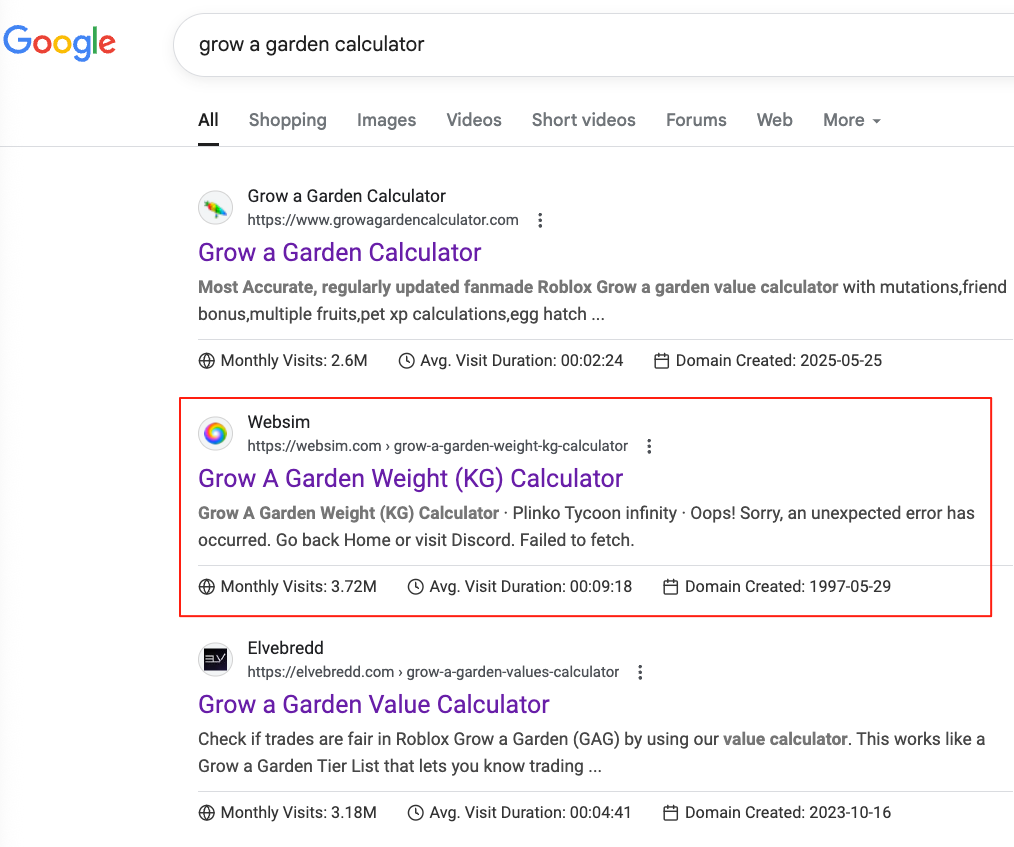 Google
grow a garden calculator
All Shopping Images Videos Short videos Forums Web More
Grow a Garden Calculator
https://www.growagardencalculator.com
Grow a Garden Calculator
Most Accurate, regularly updated fanmade Roblox Grow a garden value calculator with mutations,friend
bonus,multiple fruits,pet xp calculations,egg hatch ...
Monthly Visits: 2.6M Avg. Visit Duration: 00:02:24 Domain Created: 2025-05-25
Websim
https://websim.com › grow-a-garden-weight-kg-calculator
Grow A Garden Weight (KG) Calculator
Grow A Garden Weight (KG) Calculator · Plinko Tycoon infinity · Oops! Sorry, an unexpected error has
occurred. Go back Home or visit Discord. Failed to fetch.
Monthly Visits: 3.72M Avg. Visit Duration: 00:09:18 Domain Created: 1997-05-29
Elvebredd
https://elvebredd.com › grow-a-garden-values-calculator
Grow a Garden Value Calculator
Check if trades are fair in Roblox Grow a Garden (GAG) by using our value calculator. This works like a
Grow a Garden Tier List that lets you know trading ...
Monthly Visits: 3.18M Avg. Visit Duration: 00:04:41 Domain Created: 2023-10-16